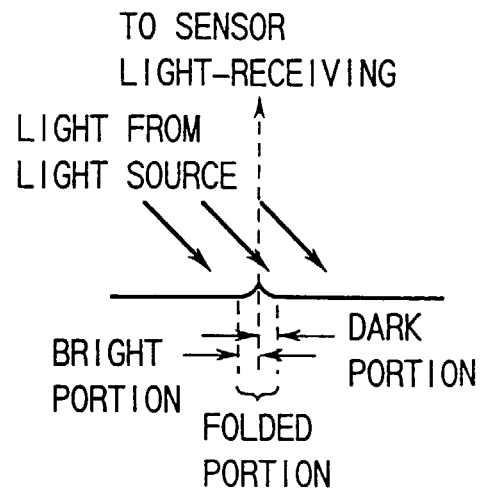 TO SENSOR
LIGHT-RECEIVING
LIGHT FROM
LIGHT SOURCE
DARK
PORTION
BRIGHT
PORTION
FOLDED
PORTION